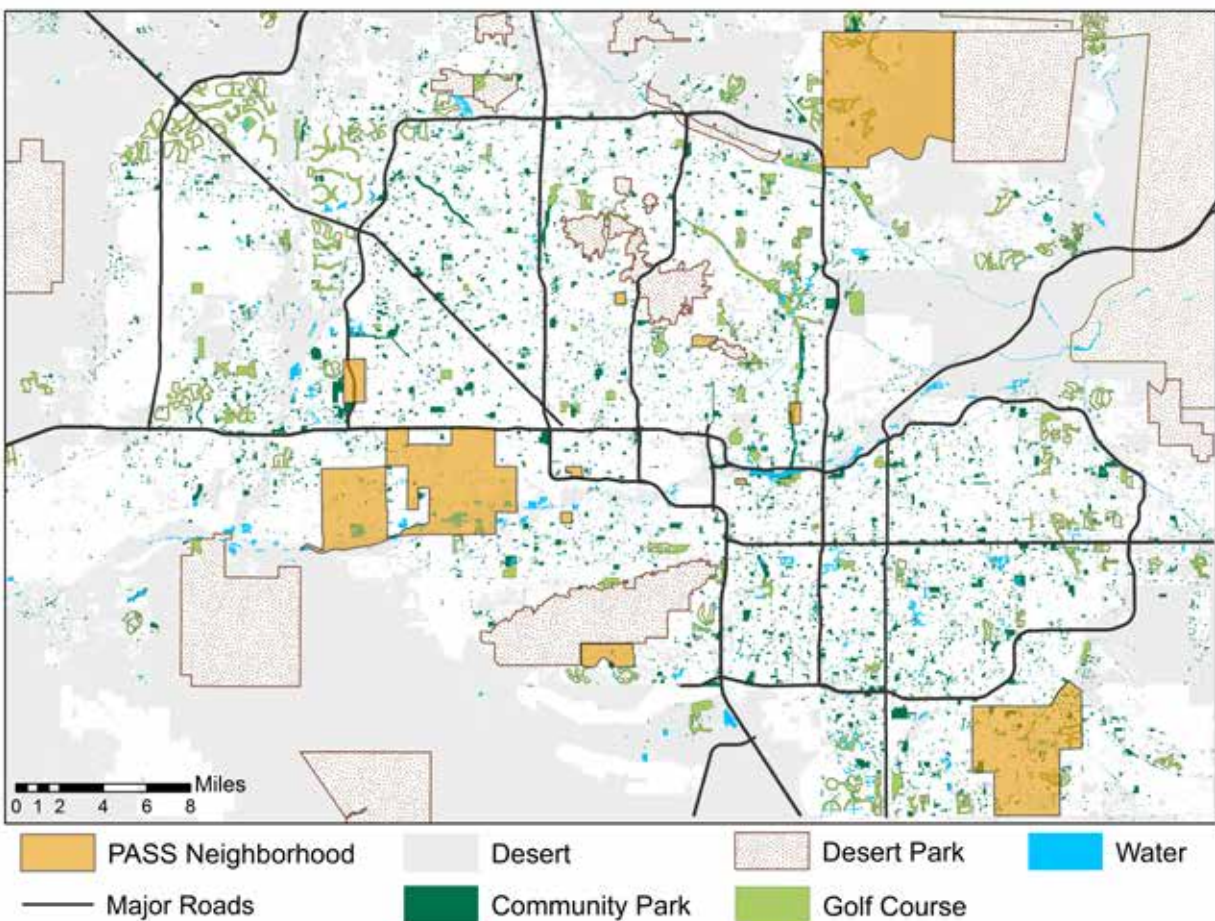 Miles
0 1 2 4 6 8
PASS Neighborhood Desert Desert Park Water
Major Roads Community Park Golf Course